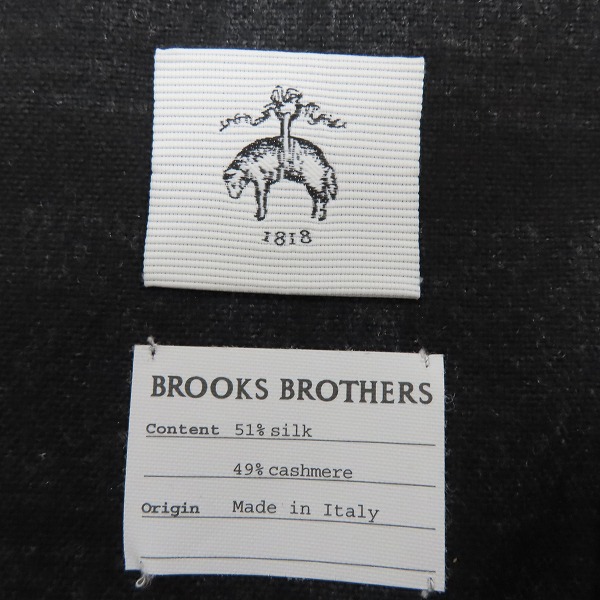 1818
BROOKS BROTHERS
Content 51% silk
49% cashmere
Origin Made in Italy